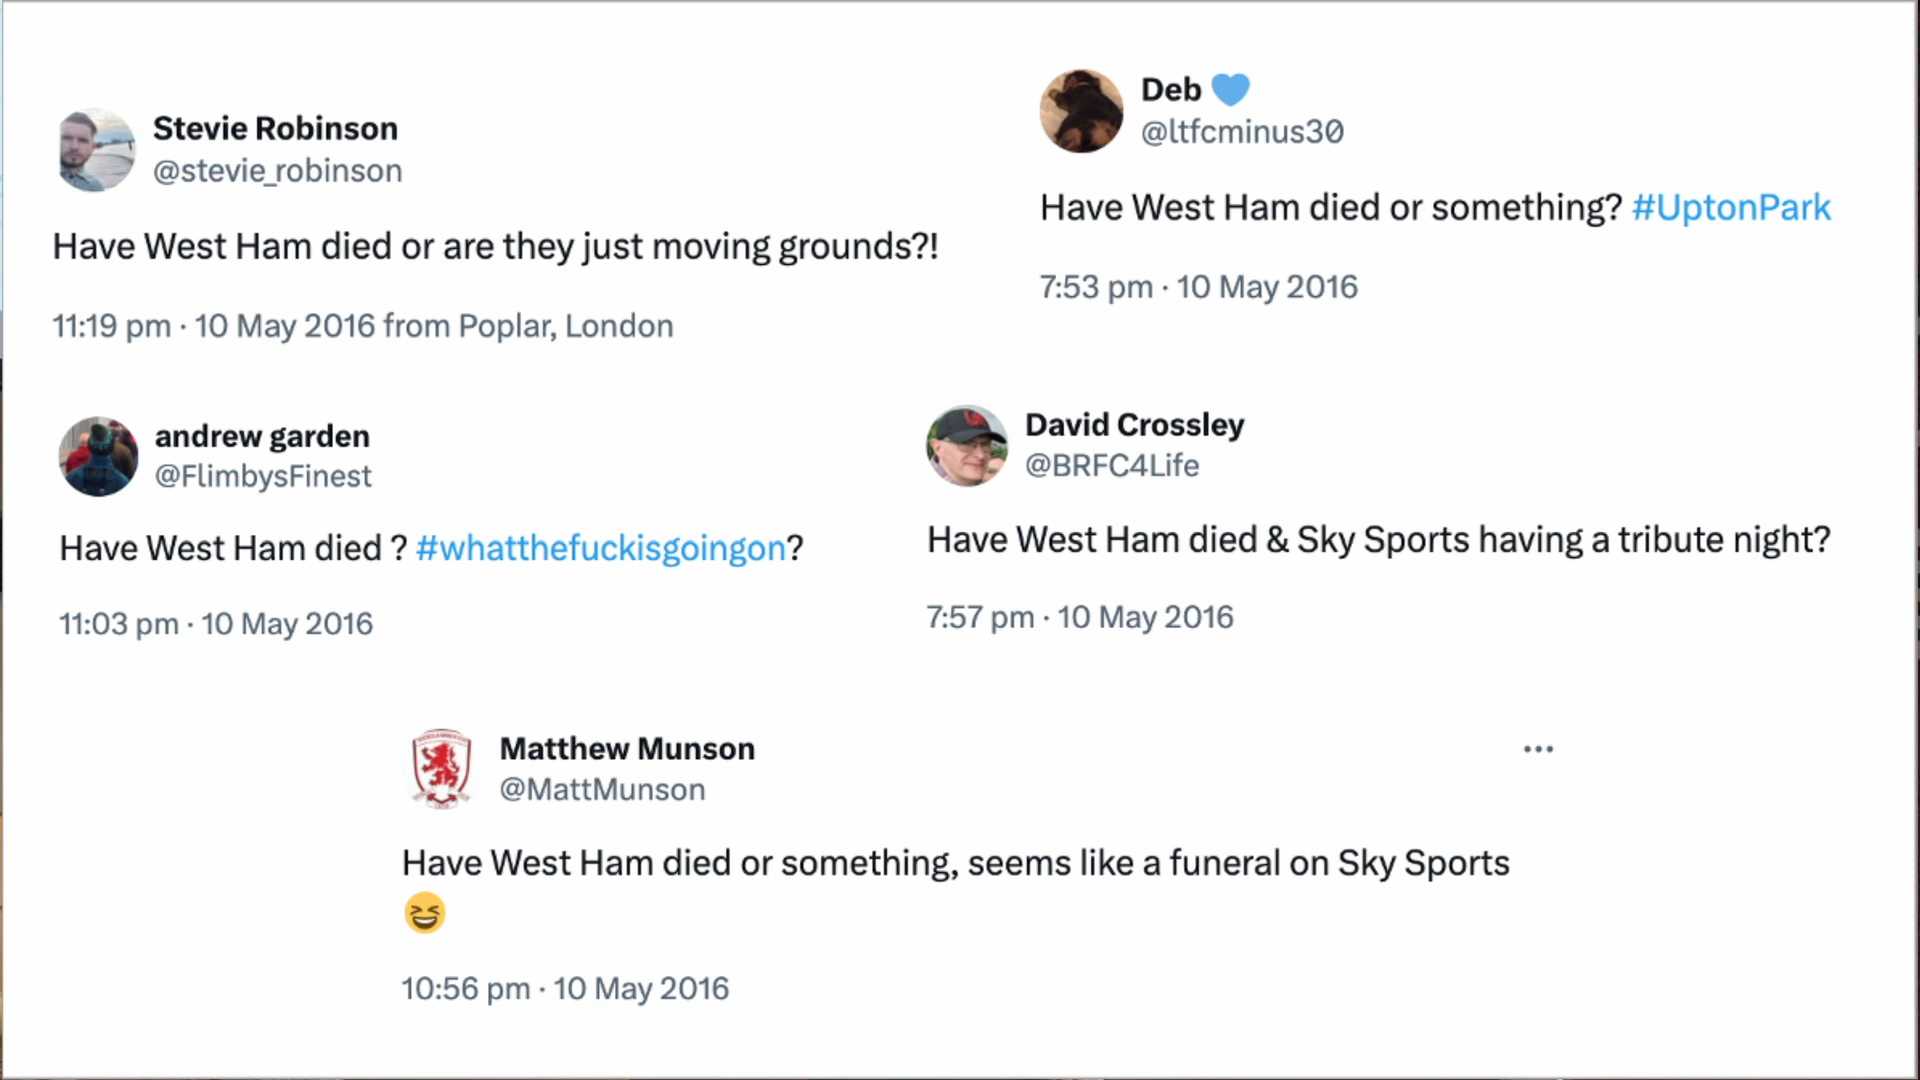 Stevie Robinson
@stevie_robinson
Have West Ham died or are they just moving grounds?!
11:19 pm · 10 May 2016 from Poplar, London
Deb 💙
@ltfcminus30
Have West Ham died or something? #UptonPark
7:53 pm · 10 May 2016
andrew garden
@FlimbysFinest
Have West Ham died ? #whatthefuckisgoingon?
11:03 pm · 10 May 2016
David Crossley
@BRFC4Life
Have West Ham died & Sky Sports having a tribute night?
7:57 pm · 10 May 2016
Matthew Munson
@MattMunson
Have West Ham died or something, seems like a funeral on Sky Sports
😆
10:56 pm · 10 May 2016